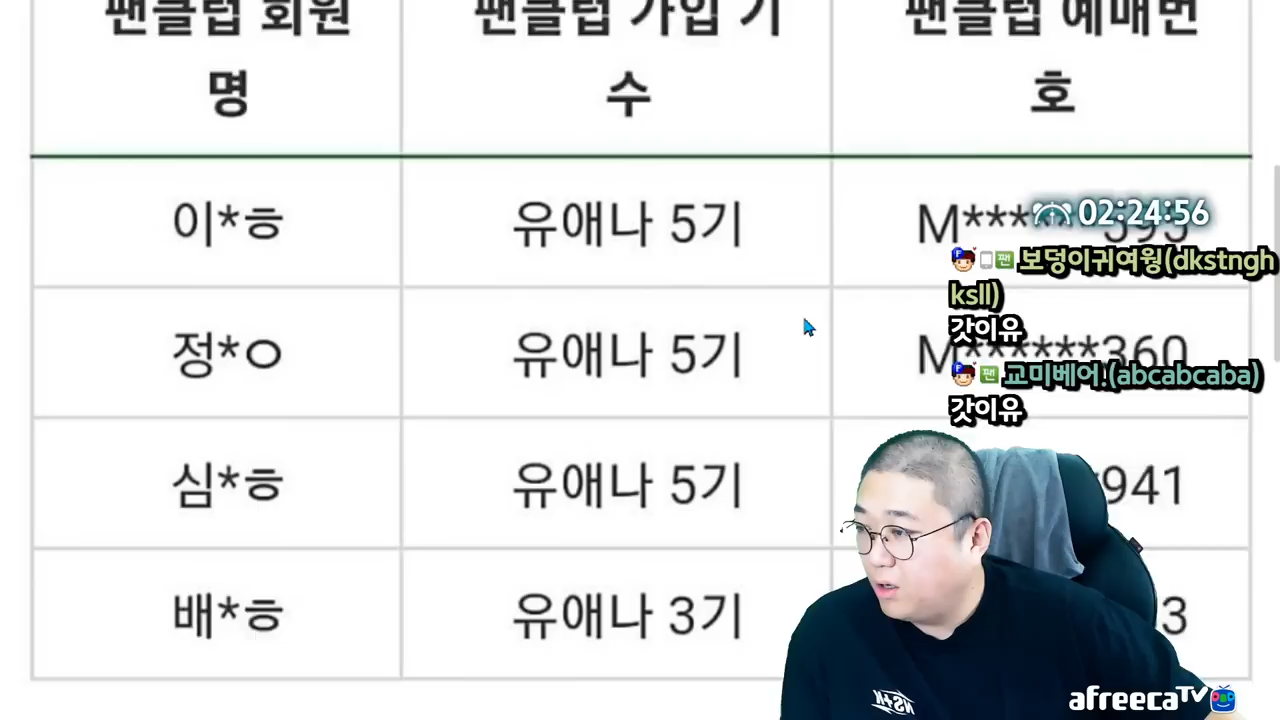 팬클럽 회원
명
팬클럽 가입 기
수
팬클럽 예매번
호
이*ㅎ
유애나 5기
02:24:56
보덩이귀여웡(dkstngh
ksll)
갓이유
정*ㅇ
유애나 5기
M******360
교미베어.(abcabcaba)
갓이유
심*ㅎ
유애나 5기
*941
배*ㅎ
유애나 3기
3
afreecaTV